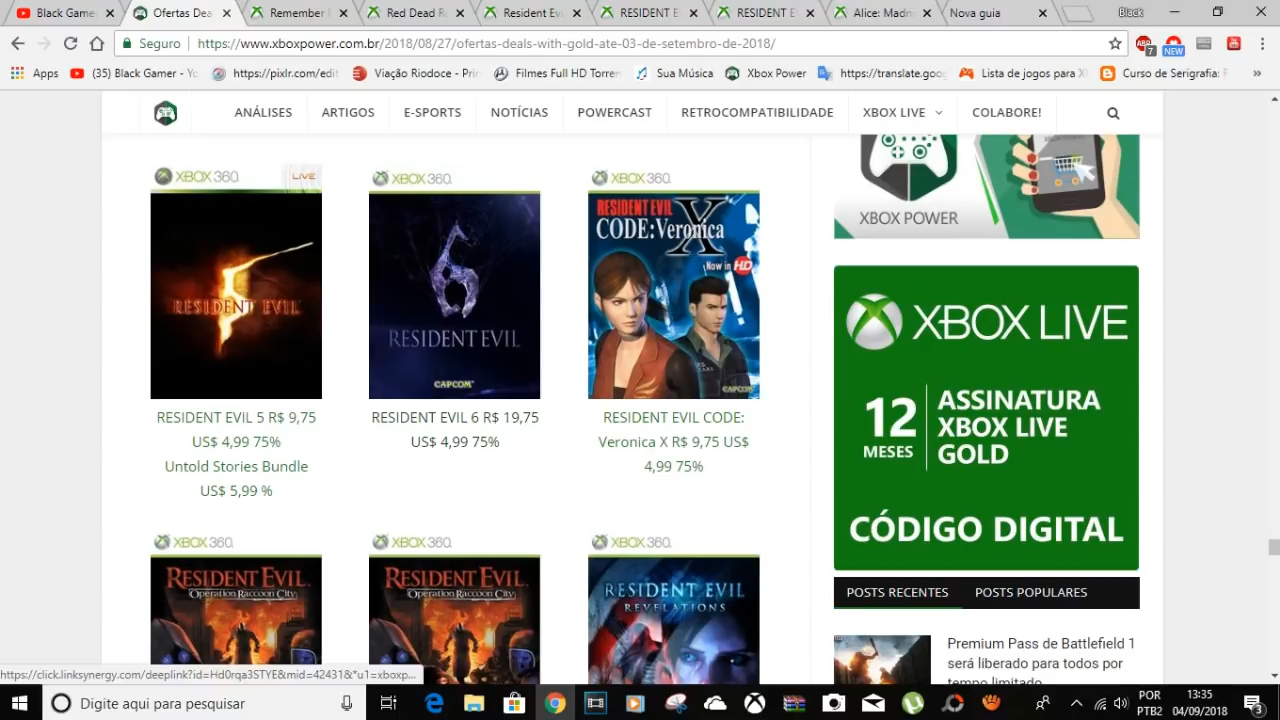 Black Game
Ofertas Dea
Remember
Red Dead R
Resident Ev
RESIDENT E
RESIDENT E
Alice: Madn
Nova guia
Black
Seguro
https://www.xboxpower.com.br/2018/08/27/ofertas-deals-with-gold-ate-03-de-setembro-de-2018/
ABP
7
NEW
Apps
(35) Black Gamer - Yo
https://pixlr.com/edit
Viação Riodoce - Prin
Filmes Full HD Torren
Sua Música
Xbox Power
https://translate.goog
Lista de jogos para Xb
Curso de Serigrafia: F
»
ANÁLISES
ARTIGOS
E-SPORTS
NOTÍCIAS
POWERCAST
RETROCOMPATIBILIDADE
XBOX LIVE
COLABORE!
XBOX 360
LIVE
RESIDENT EVIL
5
XBOX 360
6
RESIDENT EVIL
CAPCOM
XBOX 360
RESIDENT EVIL
CODE:Veronica X
Now in HD
CAPCOM
RESIDENT EVIL 5 R$ 9,75
US$ 4,99 75%
Untold Stories Bundle
US$ 5,99 %
RESIDENT EVIL 6 R$ 19,75
US$ 4,99 75%
RESIDENT EVIL CODE:
Veronica X R$ 9,75 US$
4,99 75%
XBOX 360
RESIDENT EVIL
Operation Raccoon City
XBOX 360
RESIDENT EVIL
Operation Raccoon City
XBOX 360
RESIDENT EVIL
REVELATIONS
XBOX POWER
XBOX LIVE
12
MESES
ASSINATURA
XBOX LIVE
GOLD
CÓDIGO DIGITAL
POSTS RECENTES
POSTS POPULARES
Premium Pass de Battlefield 1
será liberado para todos por
tempo limitado
https://click.linksynergy.com/deeplink?id=Hd0rqa3STYE&mid=42431&*u1=xboxp...
Digite aqui para pesquisar
POR
PTB2
13:35
04/09/2018
3